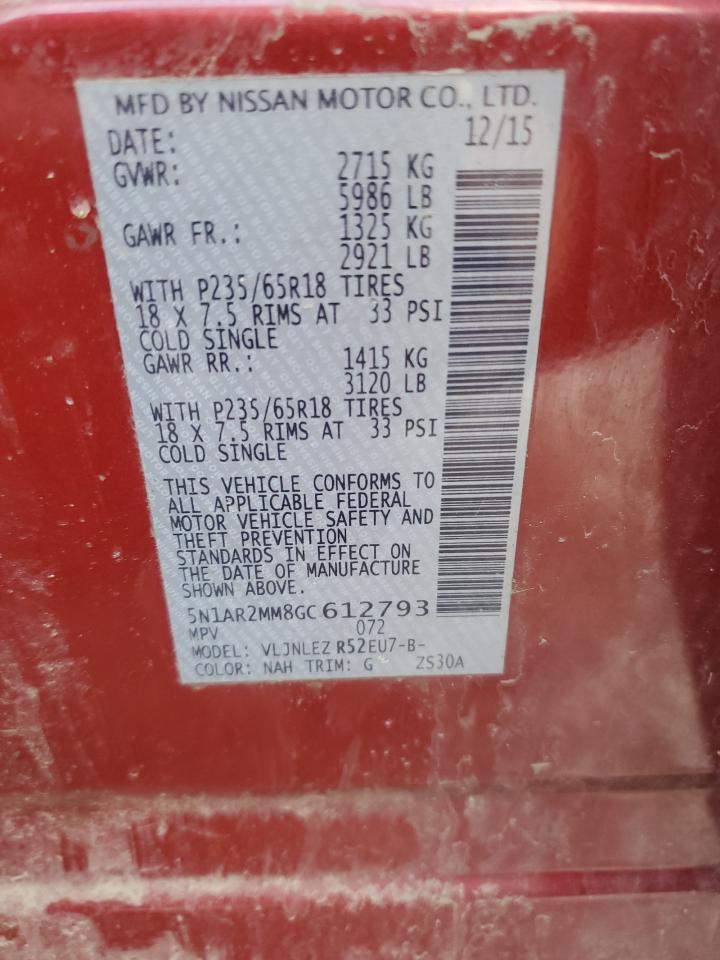 MFD BY NISSAN MOTOR CO., LTD.
DATE: 12/15
GVWR: 2715 KG
5986 LB
GAWR FR.: 1325 KG
2921 LB
WITH P235/65R18 TIRES
18 X 7.5 RIMS AT 33 PSI
COLD SINGLE
GAWR RR.: 1415 KG
3120 LB
WITH P235/65R18 TIRES
18 X 7.5 RIMS AT 33 PSI
COLD SINGLE
THIS VEHICLE CONFORMS TO
ALL APPLICABLE FEDERAL
MOTOR VEHICLE SAFETY AND
THEFT PREVENTION
STANDARDS IN EFFECT ON
THE DATE OF MANUFACTURE
SHOWN ABOVE.
5N1AR2MM8GC612793
MPV 072
MODEL: VLJNLEZ R52EU7-B-
COLOR: NAH TRIM: G ZS30A